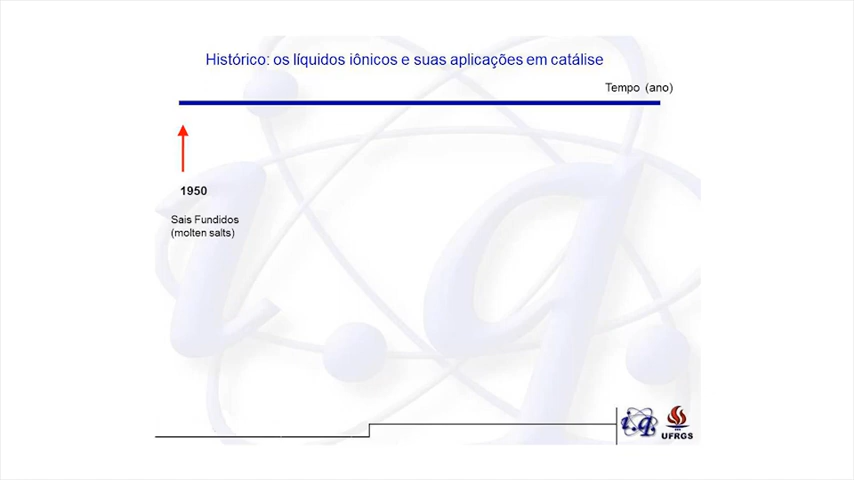 Histórico: os líquidos iônicos e suas aplicações em catálise
Tempo (ano)
1950
Sais Fundidos
(molten salts)
i.q.
UFRGS